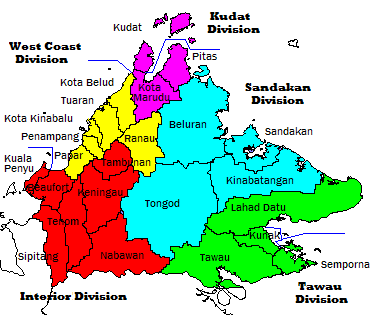 Kudat
Kudat
Division
West Coast
Division
Pitas
Kota Belud
Kota
Marudu
Tuaran
Sandakan
Division
Kota Kinabalu
Beluran
Penampang
Ranau
Sandakan
Kuala
Penyu
Papar
Tambunan
Beaufort
Keningau
Kinabatangan
Tongod
Lahad Datu
Tenom
Kunak
Sipitang
Nabawan
Tawau
Semporna
Interior Division
Tawau
Division